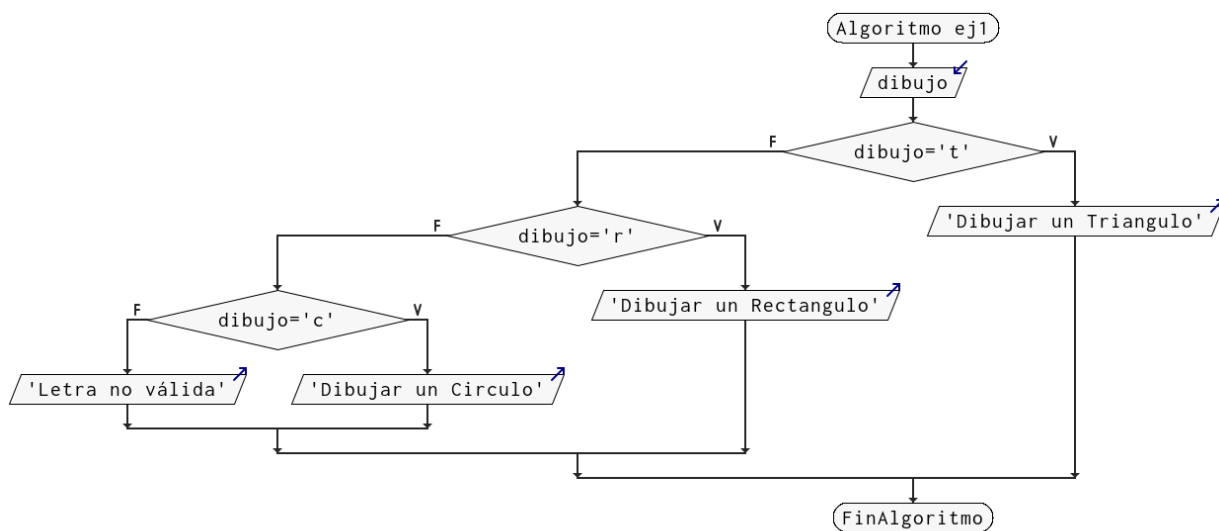 Algoritmo ej1
dibujo
F
dibujo='t'
V
F
dibujo='r'
V
'Dibujar un Triangulo'
F
dibujo='c'
V
'Dibujar un Rectangulo'
'Letra no válida'
'Dibujar un Circulo'
FinAlgoritmo